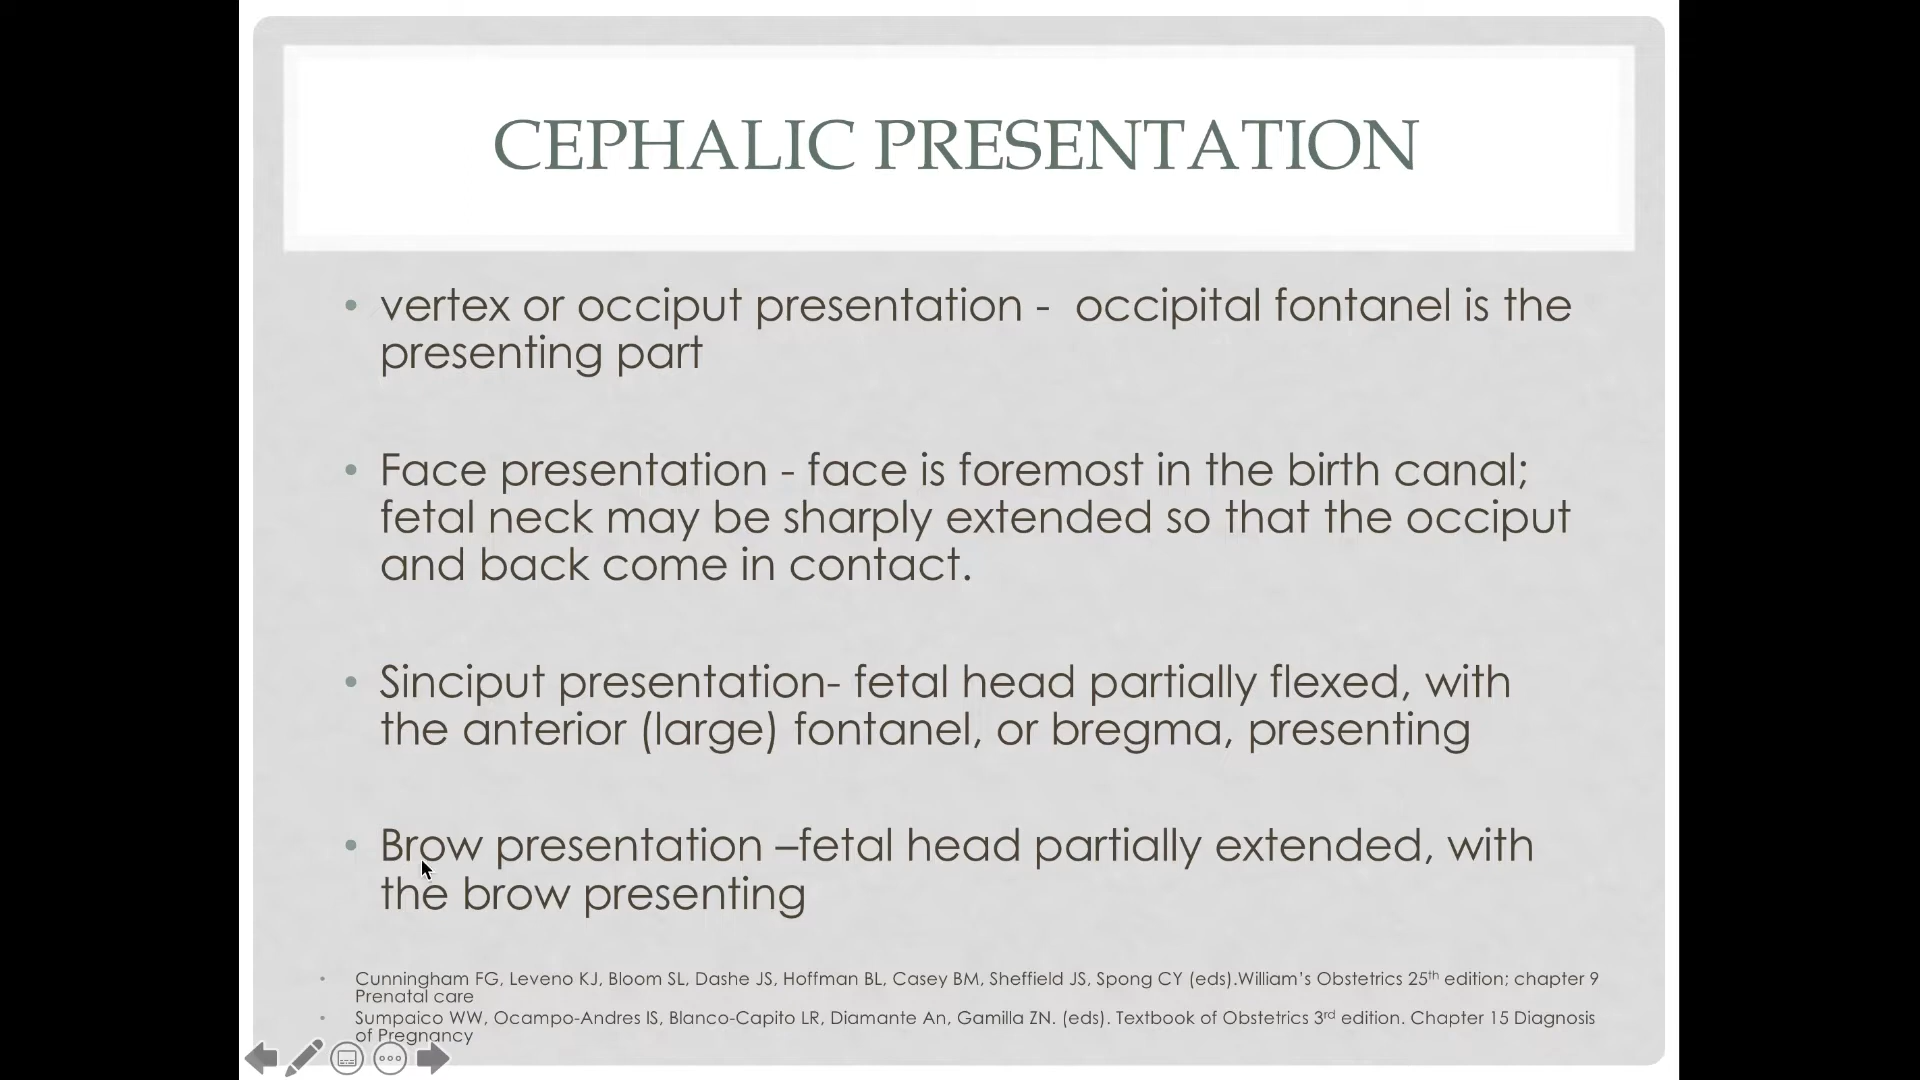 CEPHALIC PRESENTATION
• vertex or occiput presentation - occipital fontanel is the
presenting part
• Face presentation - face is foremost in the birth canal;
fetal neck may be sharply extended so that the occiput
and back come in contact.
• Sinciput presentation- fetal head partially flexed, with
the anterior (large) fontanel, or bregma, presenting
• Brow presentation –fetal head partially extended, with
the brow presenting
• Cunningham FG, Leveno KJ, Bloom SL, Dashe JS, Hoffman BL, Casey BM, Sheffield JS, Spong CY (eds).William’s Obstetrics 25th edition; chapter 9
Prenatal care
• Sumpaico WW, Ocampo-Andres IS, Blanco-Capito LR, Diamante An, Gamilla ZN. (eds). Textbook of Obstetrics 3rd edition. Chapter 15 Diagnosis
of Pregnancy